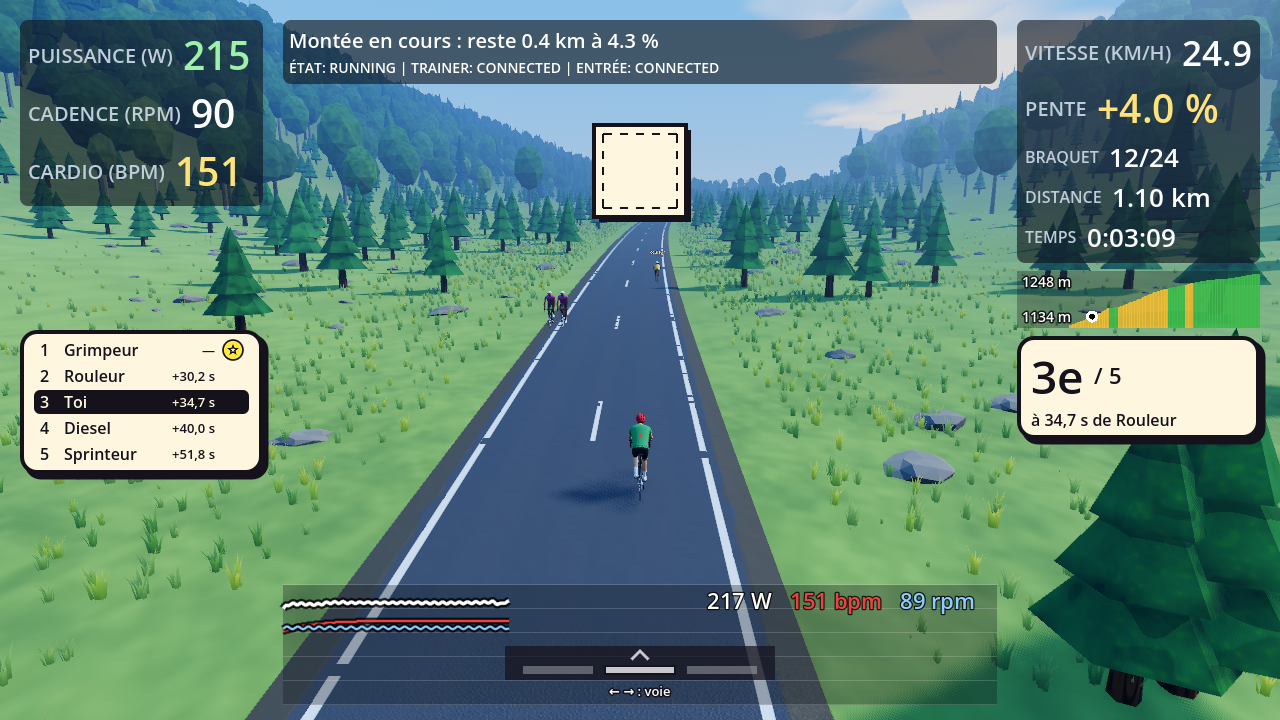 PUISSANCE (W) 215
CADENCE (RPM) 90
CARDIO (BPM) 151
Montée en cours : reste 0.4 km à 4.3 %
ÉTAT: RUNNING | TRAINER: CONNECTED | ENTRÉE: CONNECTED
VITESSE (KM/H) 24.9
PENTE +4.0 %
BRAQUET 12/24
DISTANCE 1.10 km
TEMPS 0:03:09
1248 m
1134 m
1 Grimpeur —
2 Rouleur +30,2 s
3 Toi +34,7 s
4 Diesel +40,0 s
5 Sprinteur +51,8 s
3e / 5
à 34,7 s de Rouleur
217 W 151 bpm 89 rpm
← → : voie